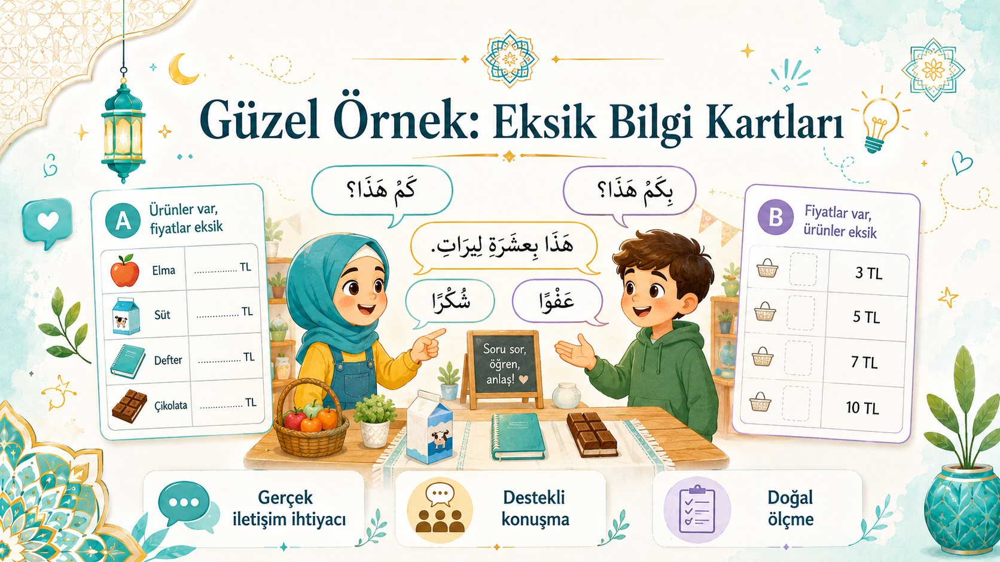 Güzel Örnek: Eksik Bilgi Kartları
كَمْ هَذَا؟
بِكَمْ هَذَا؟
هَذَا بِعشَرَةِ لِيرَاتِ.
شُكْرًا
عَفْوًا
A
Ürünler var,
fiyatlar eksik
Elma ............... TL
Süt ............... TL
Defter ............... TL
Çikolata ............... TL
Soru sor,
öğren,
anlaş!
B
Fiyatlar var,
ürünler eksik
3 TL
5 TL
7 TL
10 TL
Gerçek
iletişim ihtiyacı
Destekli
konuşma
Doğal
ölçme